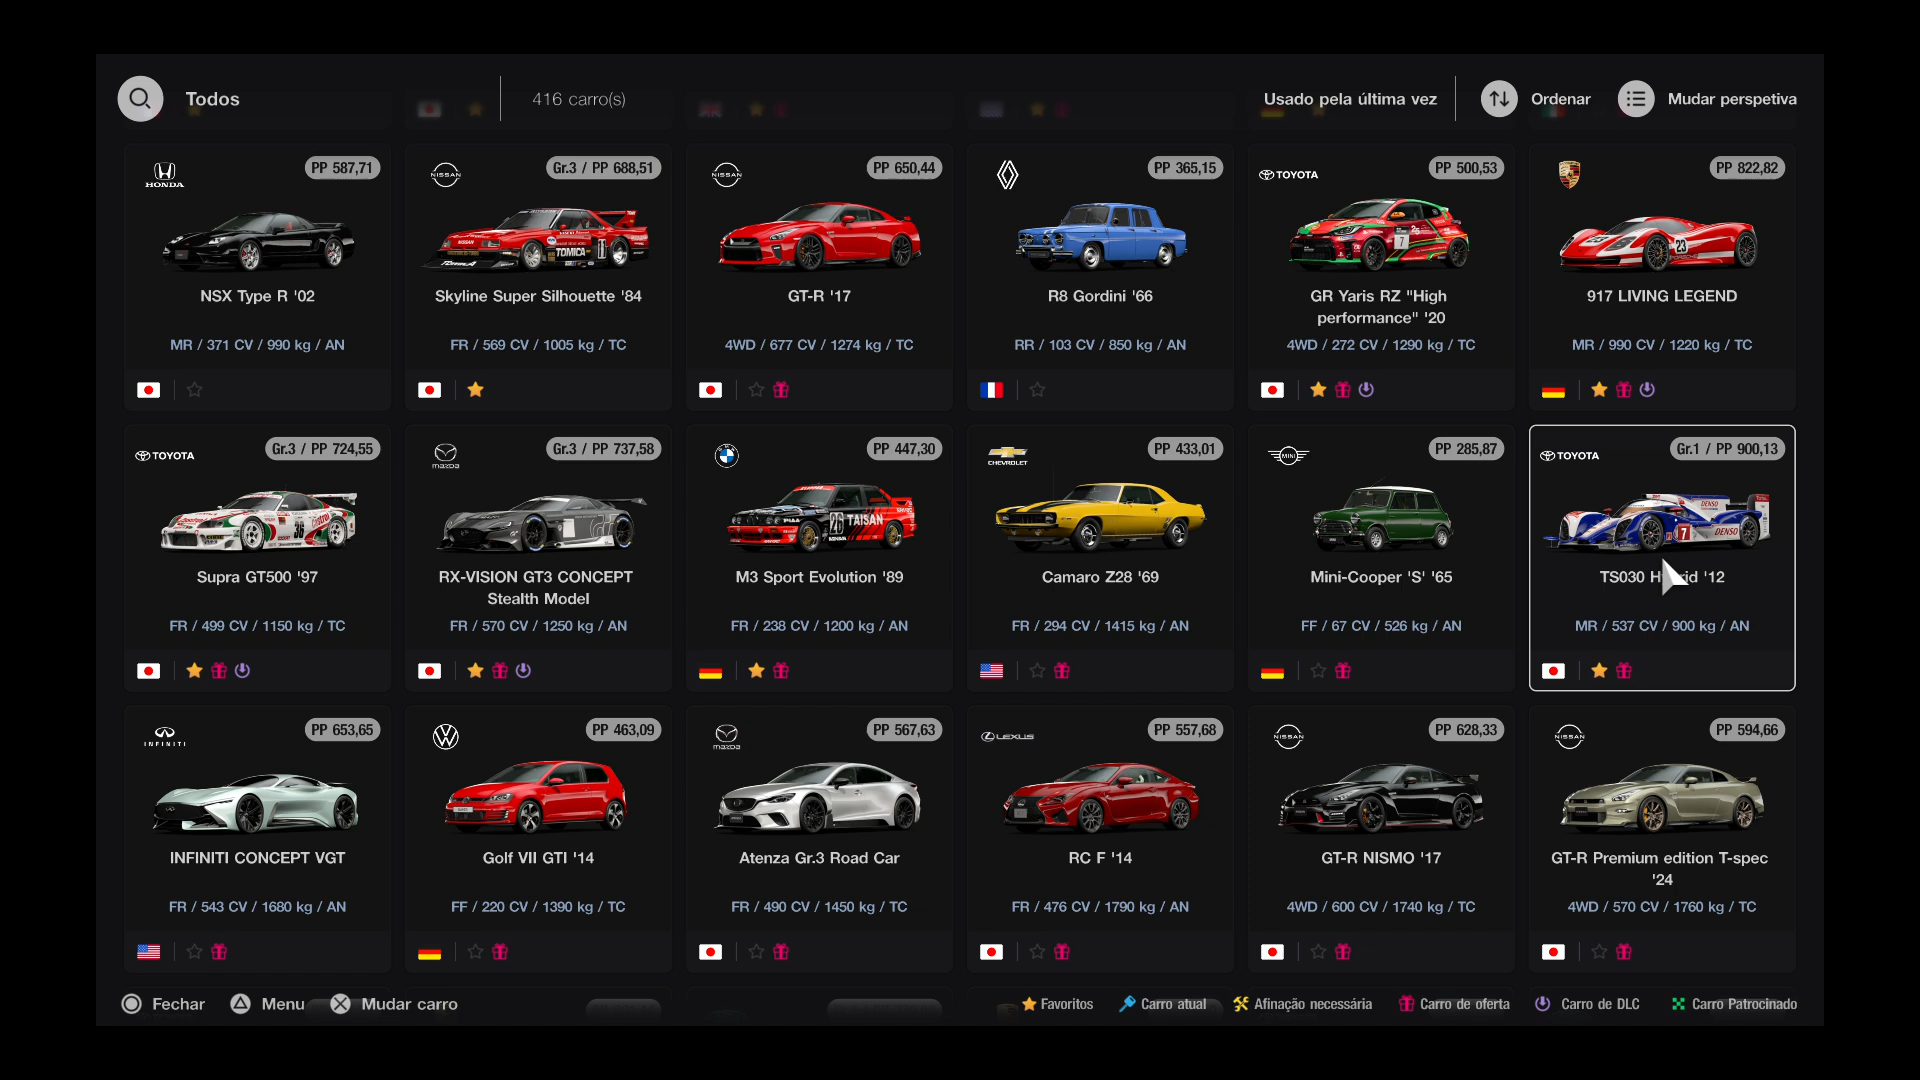 Todos
416 carro(s)
Usado pela última vez
Ordenar
Mudar perspetiva
HONDA
PP 587,71
NSX Type R '02
MR / 371 CV / 990 kg / AN
NISSAN
Gr.3 / PP 688,51
TOMICA
Skyline Super Silhouette '84
FR / 569 CV / 1005 kg / TC
NISSAN
PP 650,44
GT-R '17
4WD / 677 CV / 1274 kg / TC
PP 365,15
R8 Gordini '66
RR / 103 CV / 850 kg / AN
TOYOTA
PP 500,53
7
GR Yaris RZ "High
performance" '20
4WD / 272 CV / 1290 kg / TC
PP 822,82
23
917 LIVING LEGEND
MR / 990 CV / 1220 kg / TC
TOYOTA
Gr.3 / PP 724,55
36
Supra GT500 '97
FR / 499 CV / 1150 kg / TC
mazda
Gr.3 / PP 737,58
RX-VISION GT3 CONCEPT
Stealth Model
FR / 570 CV / 1250 kg / AN
PP 447,30
26 TAISAN
M3 Sport Evolution '89
FR / 238 CV / 1200 kg / AN
CHEVROLET
PP 433,01
Camaro Z28 '69
FR / 294 CV / 1415 kg / AN
MINI
PP 285,87
Mini-Cooper 'S' '65
FF / 67 CV / 526 kg / AN
TOYOTA
Gr.1 / PP 900,13
DENSO
7 DENSO
TS030 H id '12
MR / 537 CV / 900 kg / AN
INFINITI
PP 653,65
INFINITI CONCEPT VGT
FR / 543 CV / 1680 kg / AN
PP 463,09
Golf VII GTI '14
FF / 220 CV / 1390 kg / TC
mazda
PP 567,63
Atenza Gr.3 Road Car
FR / 490 CV / 1450 kg / TC
LEXUS
PP 557,68
RC F '14
FR / 476 CV / 1790 kg / AN
NISSAN
PP 628,33
GT-R NISMO '17
4WD / 600 CV / 1740 kg / TC
NISSAN
PP 594,66
GT-R Premium edition T-spec
'24
4WD / 570 CV / 1760 kg / TC
Fechar
Menu
Mudar carro
Favoritos
Carro atual
Afinação necessária
Carro de oferta
Carro de DLC
Carro Patrocinado